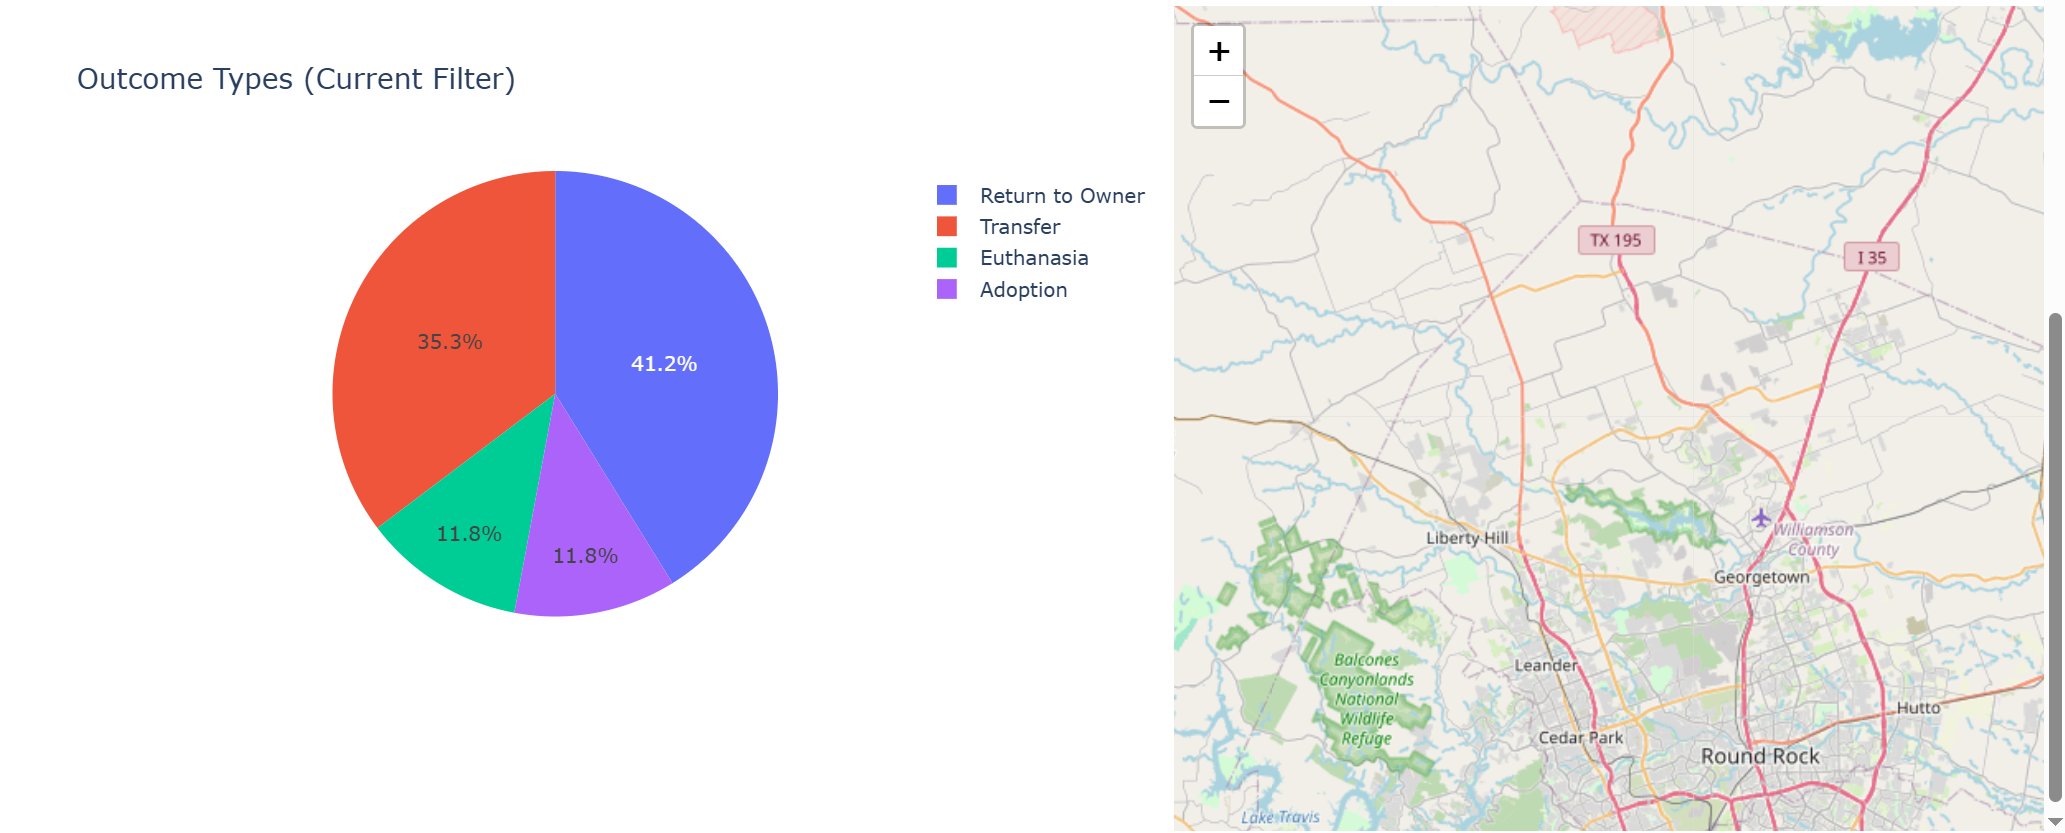 Outcome Types (Current Filter)
41.2%
35.3%
11.8%
11.8%
Return to Owner
Transfer
Euthanasia
Adoption
+
−
TX 195
I 35
Liberty Hill
Williamson
County
Georgetown
Balcones
Canyonlands
National
Wildlife
Refuge
Leander
Hutto
Cedar Park
Round Rock
Lake Travis